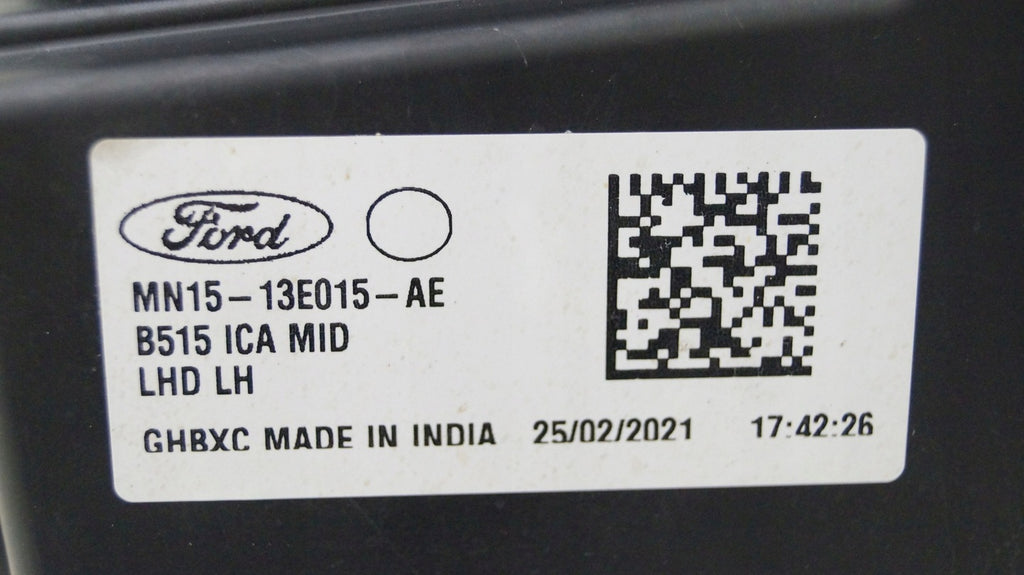 Ford
MN15-13E015-AE
B515 ICA MID
LHD LH
GHBXC MADE IN INDIA 25/02/2021 17:42:26